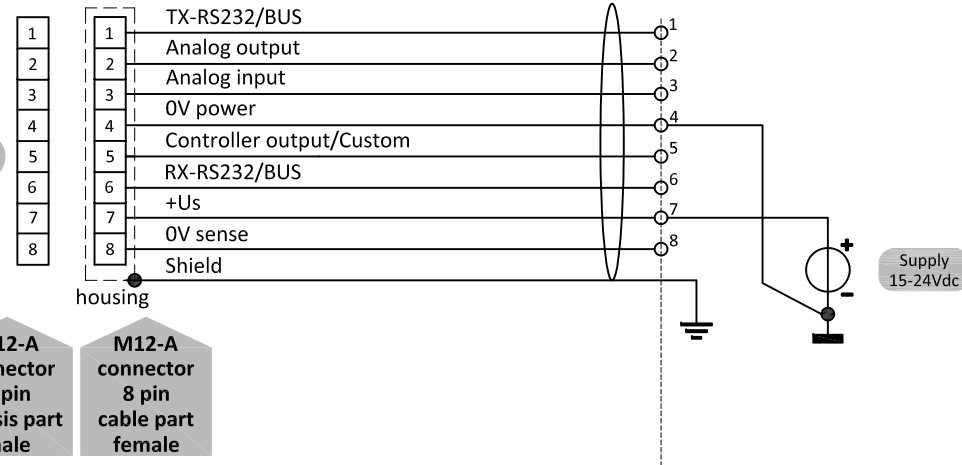 TX-RS232/BUS
1 1 1
Analog output
2 2 2
Analog input
3 3 3
0V power
4 4 4
Controller output/Custom
5 5 5
RX-RS232/BUS
6 6 6
+Us
7 7 7
0V sense
8 8 8
Shield
+
-
Supply
15-24Vdc
housing
M12-A
connector
8 pin
cable part
female